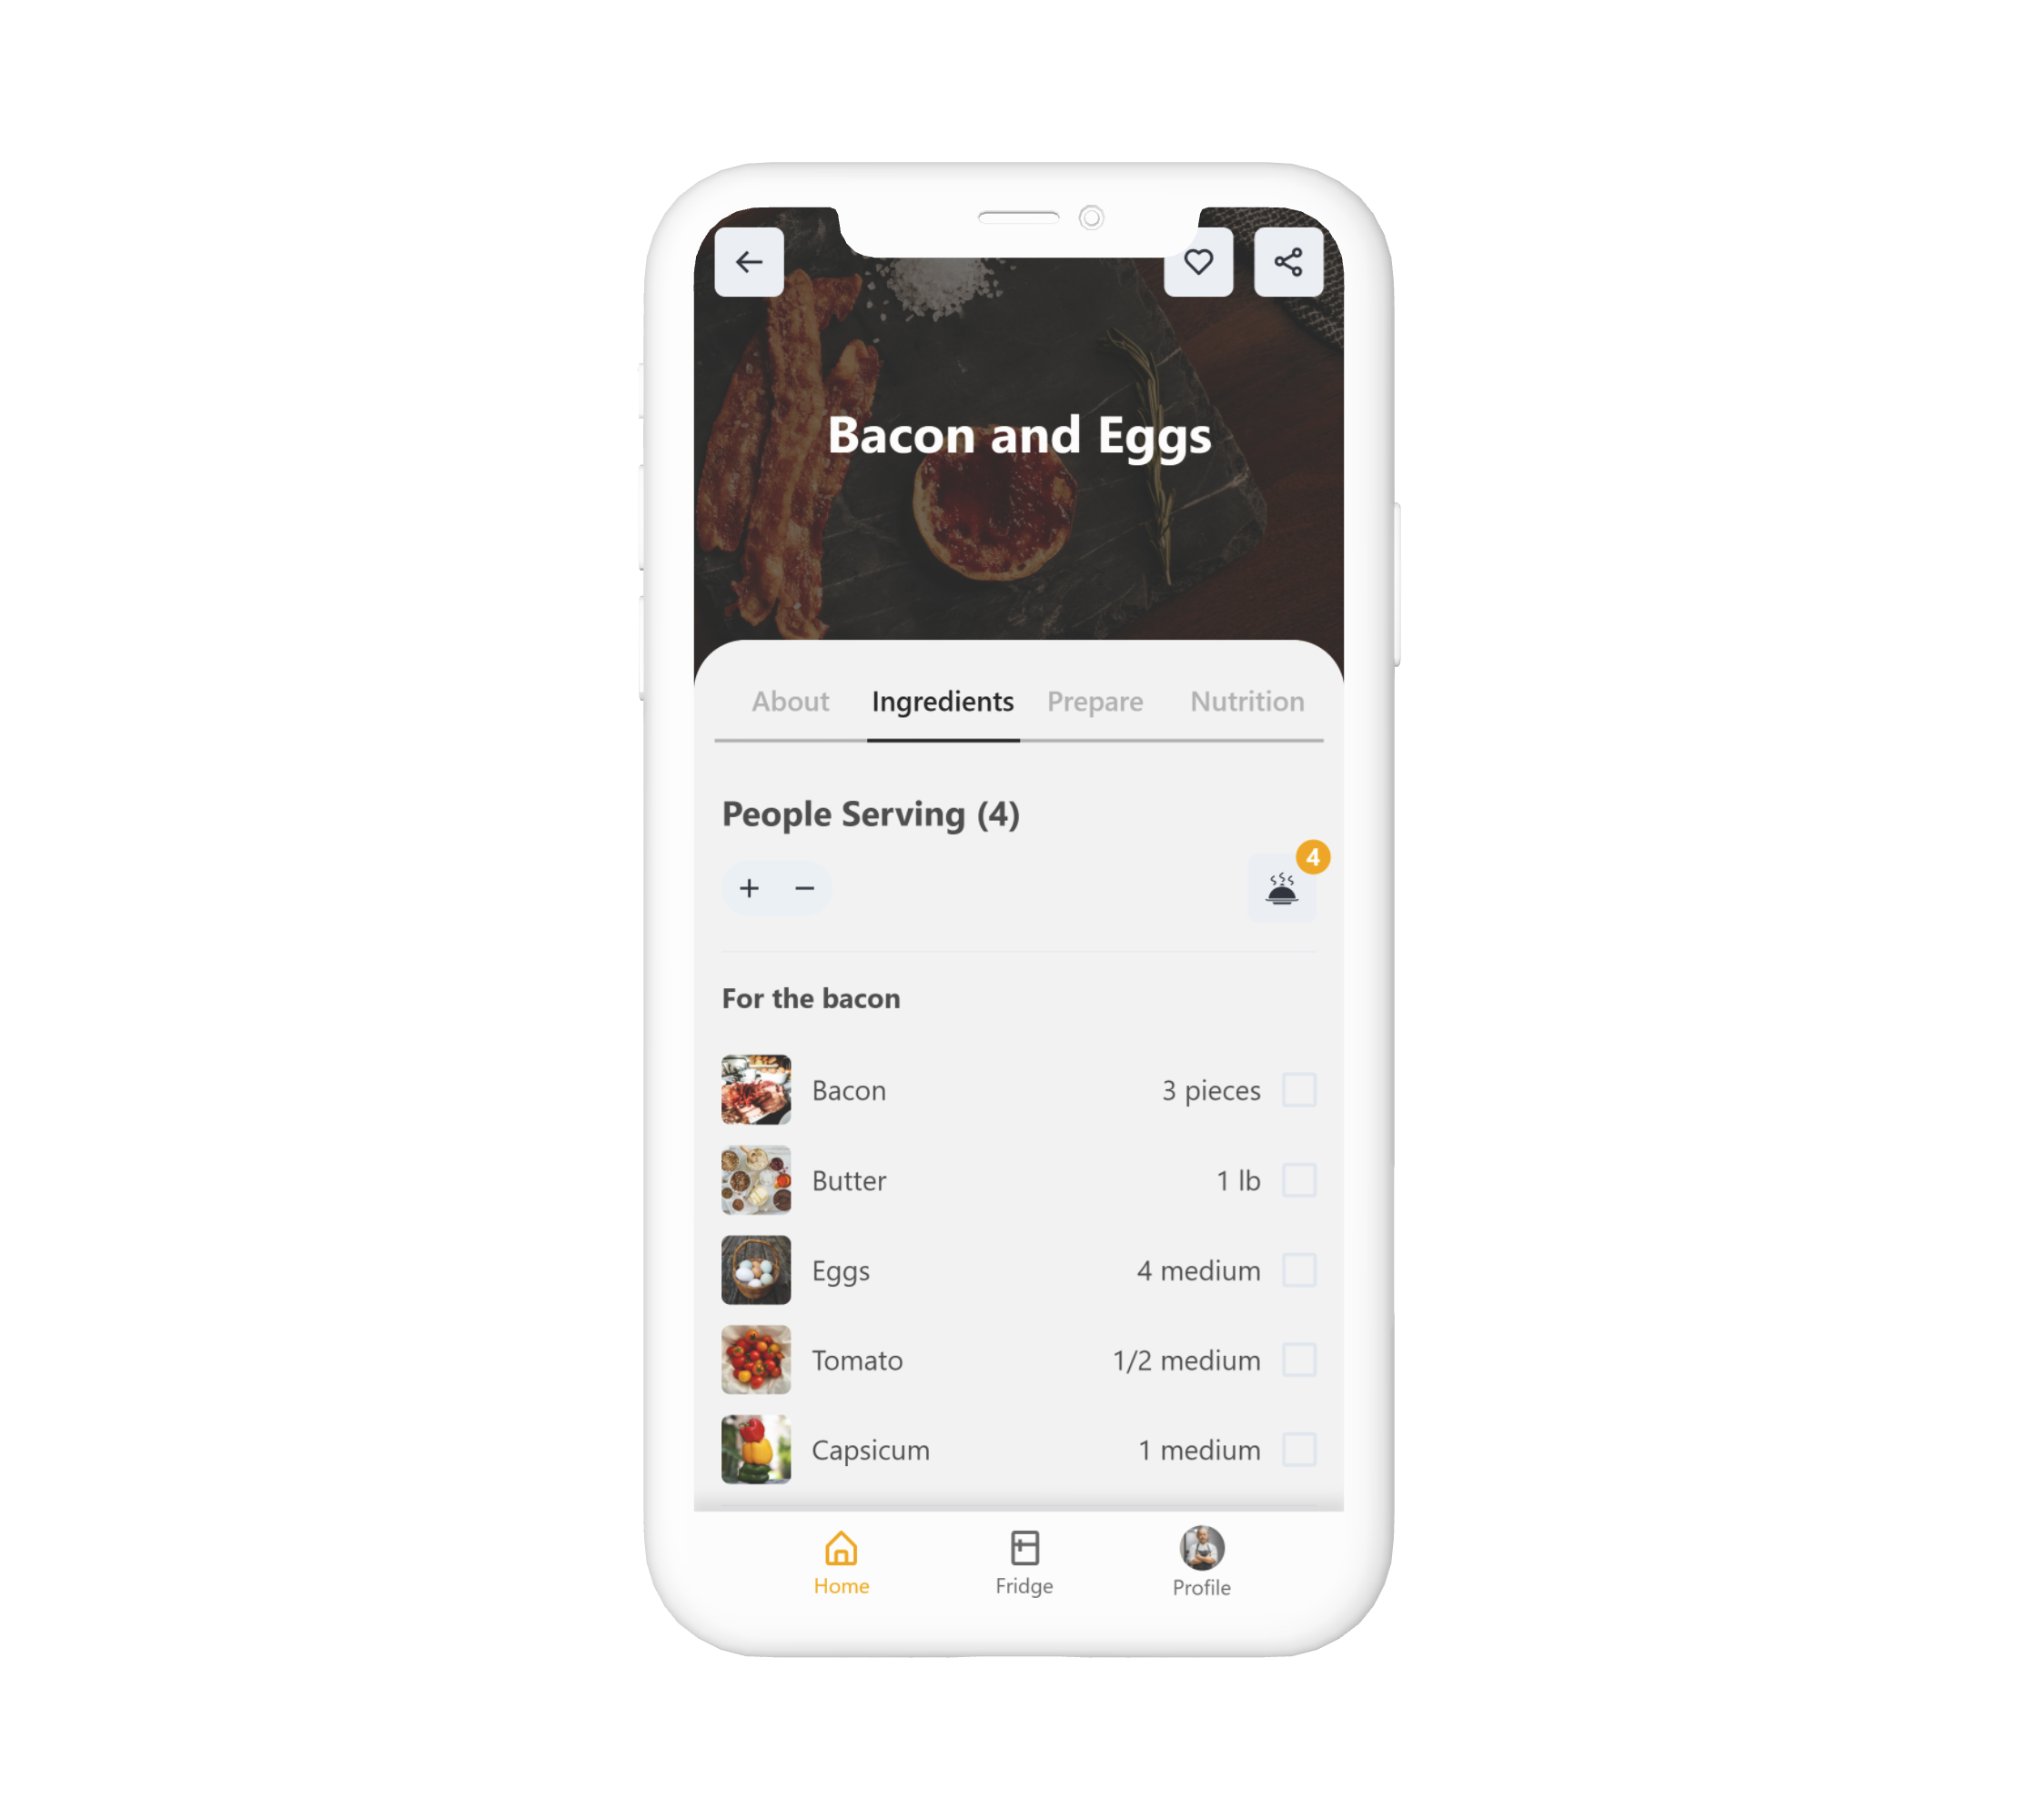 Bacon and Eggs
About Ingredients Prepare Nutrition
People Serving (4)
+ − 4
For the bacon
Bacon 3 pieces
Butter 1 lb
Eggs 4 medium
Tomato 1/2 medium
Capsicum 1 medium
Home Fridge Profile